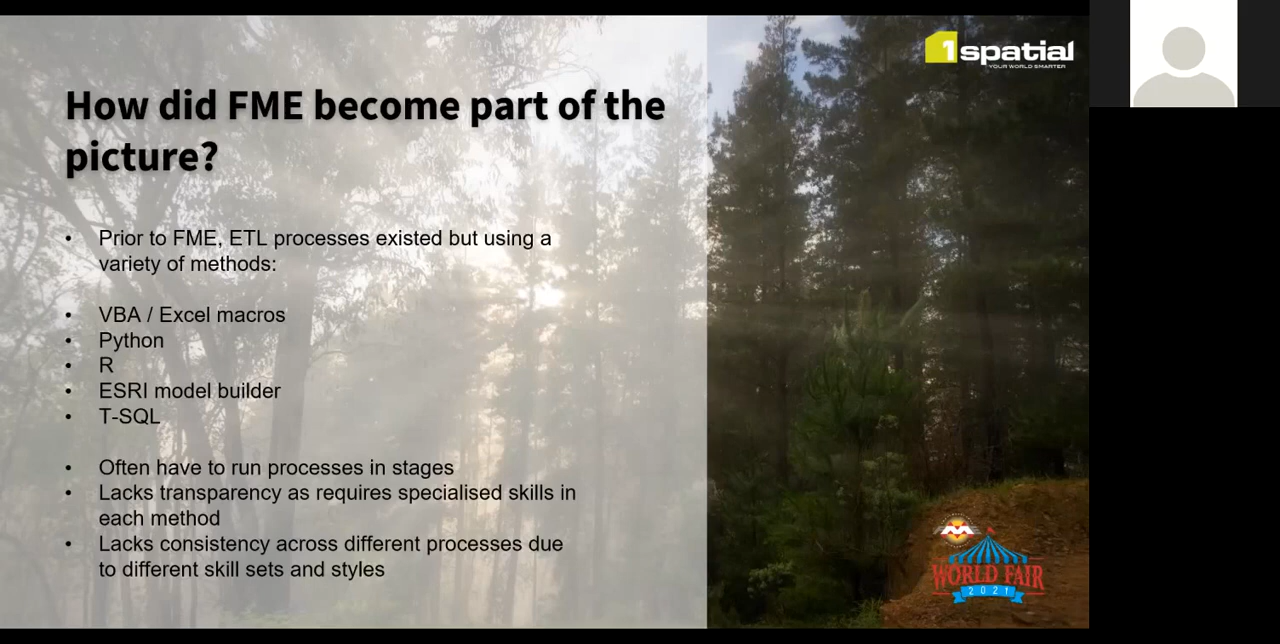 1spatial
YOUR WORLD SMARTER
How did FME become part of the
picture?
• Prior to FME, ETL processes existed but using a
variety of methods:
• VBA / Excel macros
• Python
• R
• ESRI model builder
• T-SQL
• Often have to run processes in stages
• Lacks transparency as requires specialised skills in
each method
• Lacks consistency across different processes due
to different skill sets and styles
WORLD FAIR
2021